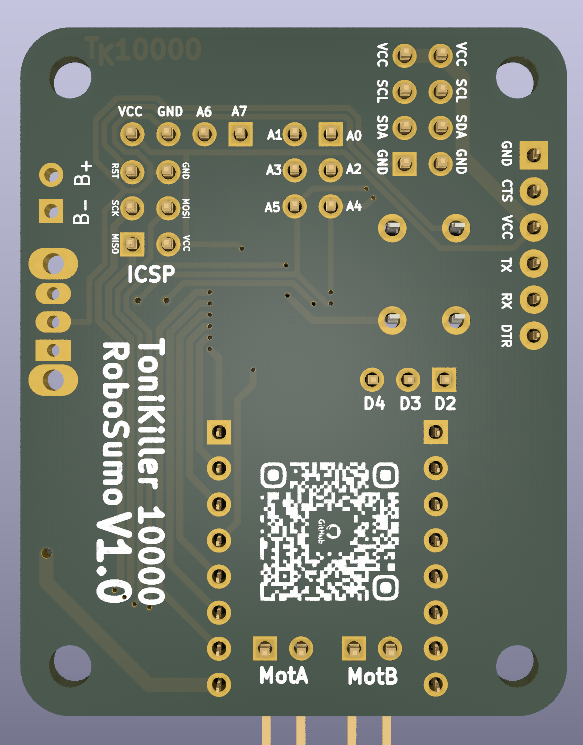 TK10000
VCC GND A6 A7
A1 A0
RST GND
A3 A2
SCK MOSI
A5 A4
MISO VCC
ICSP
VCC VCC
SCL SCL
SDA SDA
GND GND
GND
CTS
VCC
TX
RX
DTR
B+
B-
D4 D3 D2
ToniKiller 10000
RoboSumo V1.0
GitHub
MotA MotB